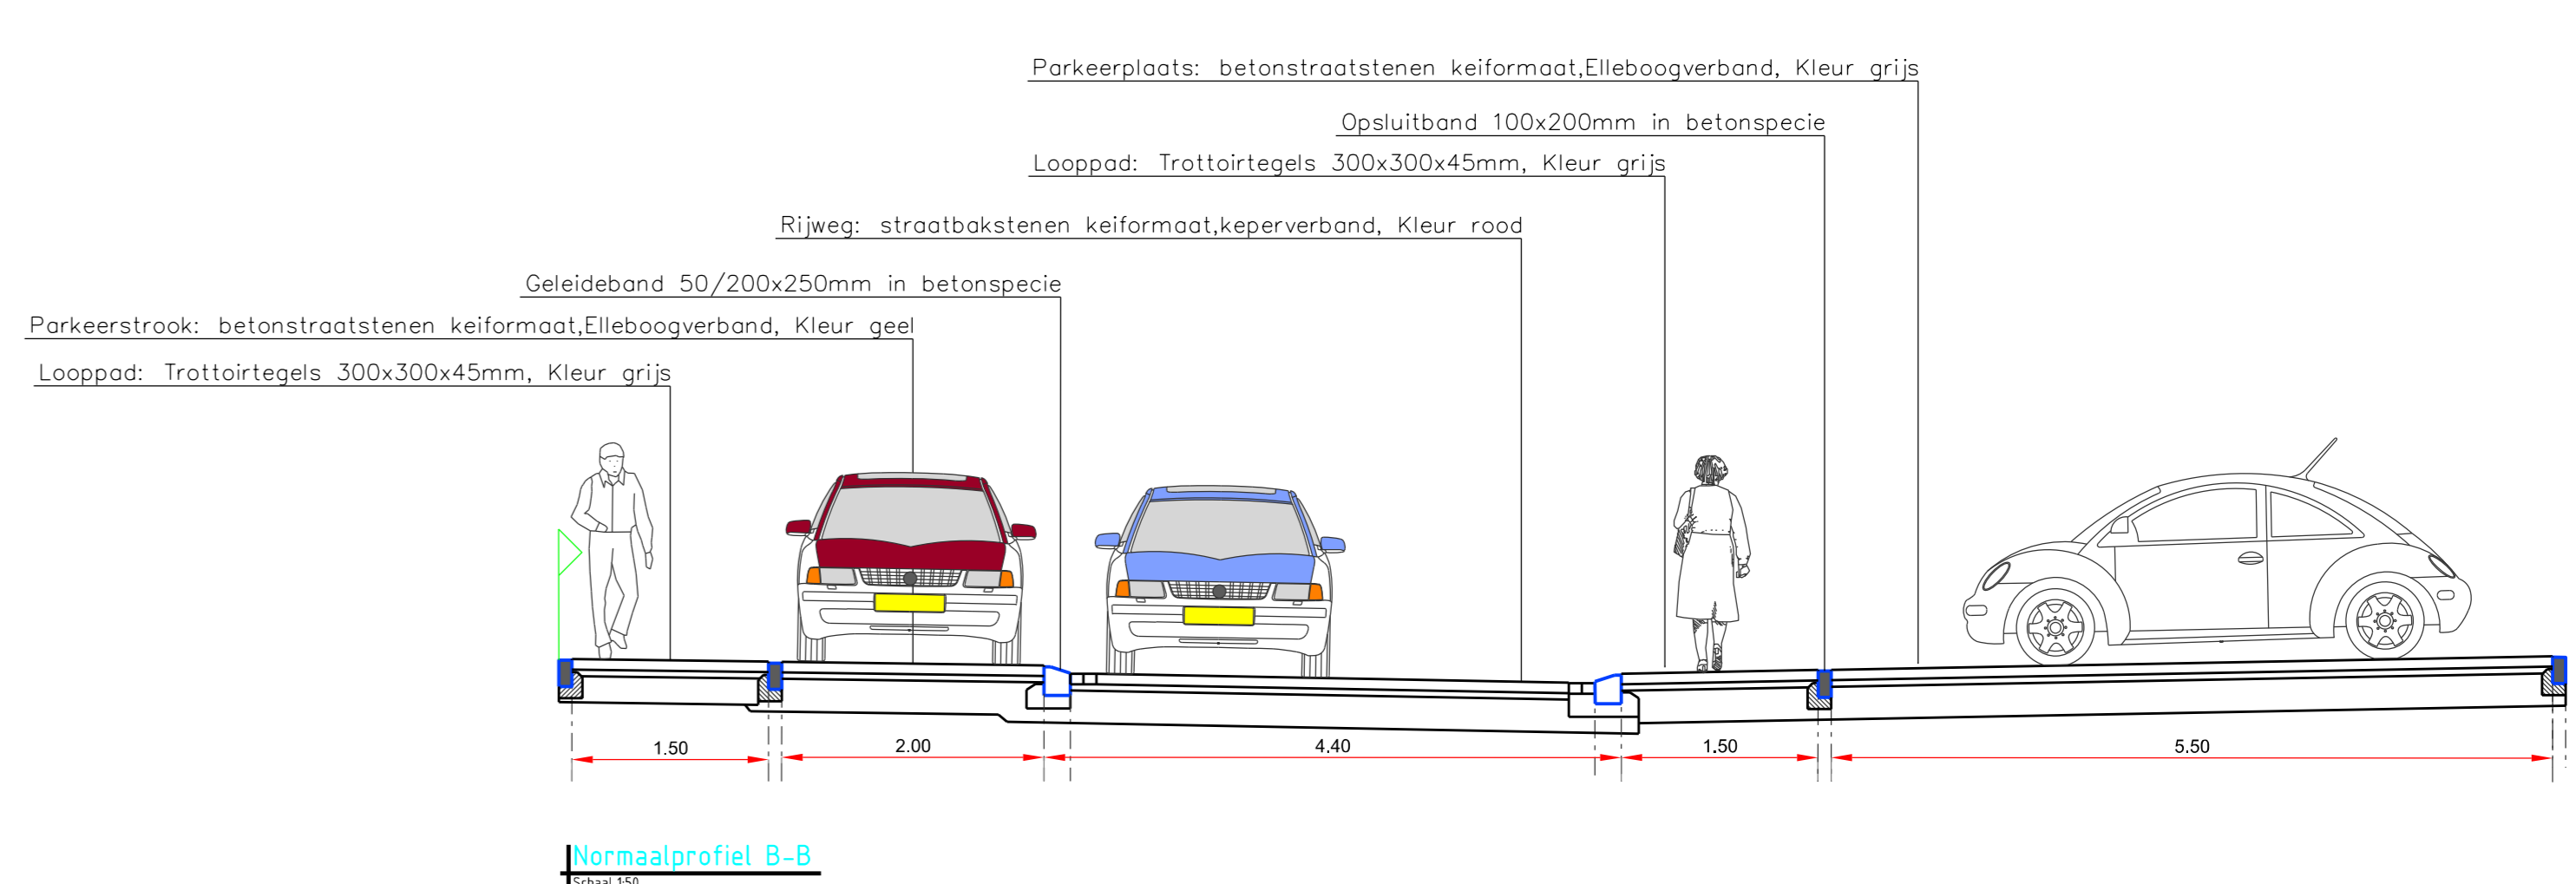 Parkeerplaats: betonstraatstenen keiformaat,Elleboogverband, Kleur grijs
Opsluitband 100x200mm in betonspecie
Looppad: Trottoirtegels 300x300x45mm, Kleur grijs
Rijweg: straatbakstenen keiformaat,keperverband, Kleur rood
Geleideband 50/200x250mm in betonspecie
Parkeerstrook: betonstraatstenen keiformaat,Elleboogverband, Kleur geel
Looppad: Trottoirtegels 300x300x45mm, Kleur grijs
1.50 2.00 4.40 1.50 5.50
Normaalprofiel B-B
Schaal 1:50